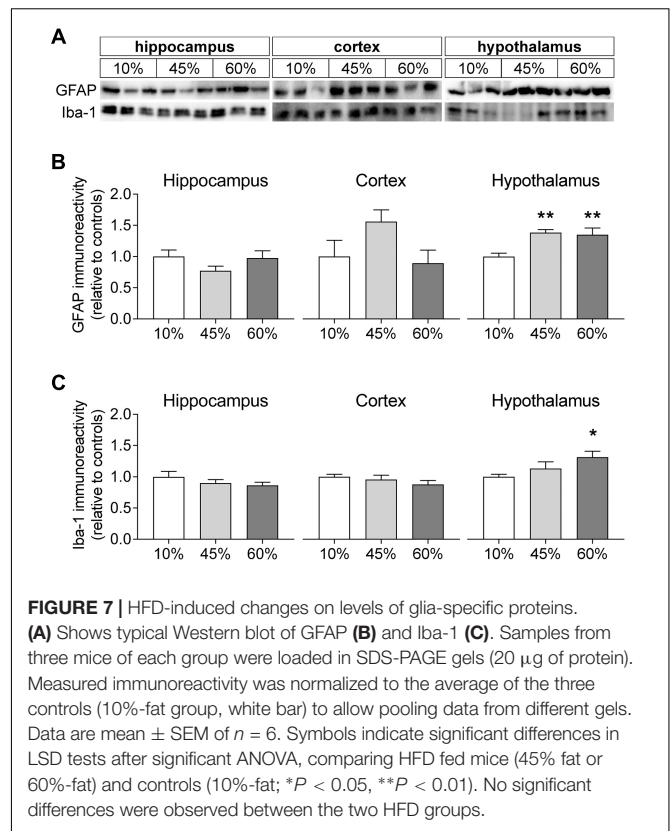 A
hippocampus cortex hypothalamus
10% 45% 60% 10% 45% 60% 10% 45% 60%
GFAP
Iba-1
B
Hippocampus Cortex Hypothalamus
GFAP immunoreactivity
(relative to controls)
2.0
1.5
1.0
0.5
0.0
** **
10% 45% 60% 10% 45% 60% 10% 45% 60%
C
Hippocampus Cortex Hypothalamus
Iba-1 immunoreactivity
(relative to controls)
2.0
1.5
1.0
0.5
0.0
*
10% 45% 60% 10% 45% 60% 10% 45% 60%
FIGURE 7 | HFD-induced changes on levels of glia-specific proteins.
(A) Shows typical Western blot of GFAP (B) and Iba-1 (C). Samples from
three mice of each group were loaded in SDS-PAGE gels (20 μg of protein).
Measured immunoreactivity was normalized to the average of the three
controls (10%-fat group, white bar) to allow pooling data from different gels.
Data are mean ± SEM of n = 6. Symbols indicate significant differences in
LSD tests after significant ANOVA, comparing HFD fed mice (45% fat or
60%-fat) and controls (10%-fat; *P < 0.05, **P < 0.01). No significant
differences were observed between the two HFD groups.